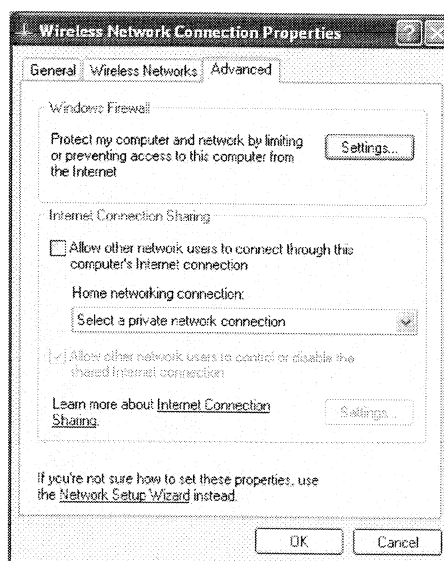 Wireless Network Connection Properties
General Wireless Networks Advanced
Windows Firewall
Protect my computer and network by limiting
or preventing access to this computer from
the Internet
Settings...
Internet Connection Sharing
Allow other network users to connect through this
computer's Internet connection
Home networking connection:
Select a private network connection
Allow other network users to control or disable the
shared Internet connection
Learn more about Internet Connection
Sharing.
Settings...
If you're not sure how to set these properties, use
the Network Setup Wizard instead.
OK Cancel